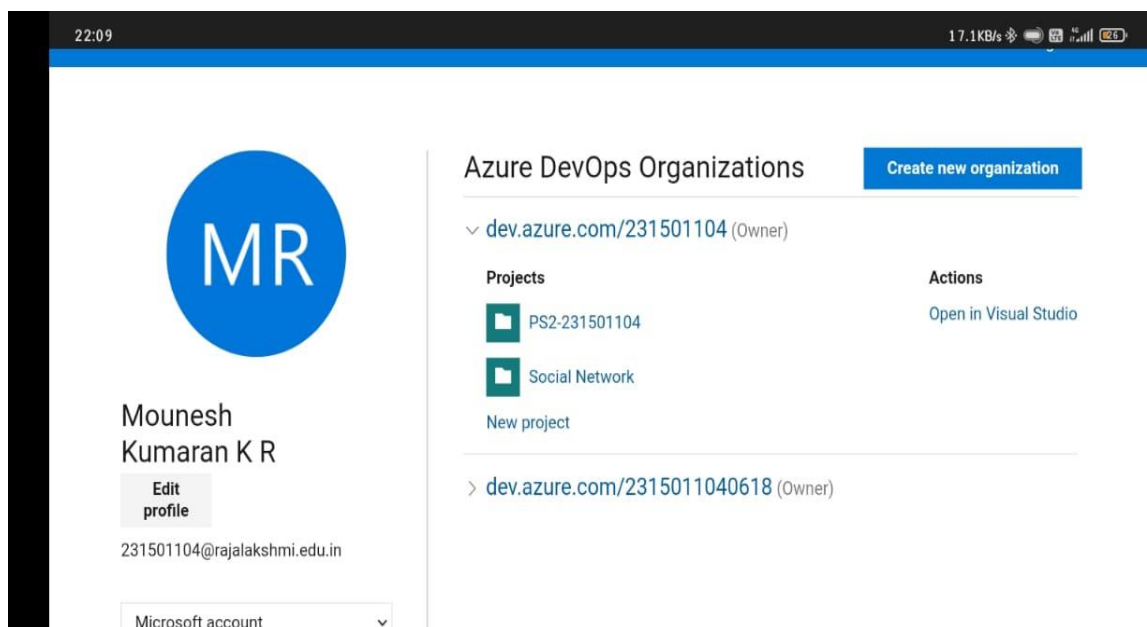 22:09
17.1KB/s
26
MR
Mounesh
Kumaran K R
Edit
profile
231501104@rajalakshmi.edu.in
Microsoft account
Azure DevOps Organizations
Create new organization
dev.azure.com/231501104 (Owner)
Projects
Actions
PS2-231501104
Open in Visual Studio
Social Network
New project
dev.azure.com/2315011040618 (Owner)